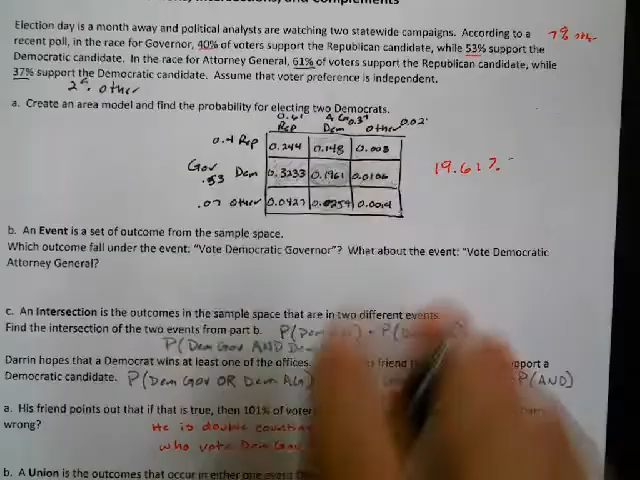 Election day is a month away and political analysts are watching two statewide campaigns. According to a
7%
recent poll, in the race for Governor, 40% of voters support the Republican candidate, while 53% support the
Democratic candidate. In the race for Attorney General, 61% of voters support the Republican candidate, while
37% support the Democratic candidate. Assume that voter preference is independent.
2% other
a. Create an area model and find the probability for electing two Democrats.
0.61 0.37 0.02
Rep Dem Other
0.4 Rep 0.244 0.148 0.008
Gov .53 Dem 0.3233 0.1961 0.0106
.07 Other 0.0427 0.0259 0.0014
19.61%
b. An Event is a set of outcome from the sample space.
Which outcome fall under the event: "Vote Democratic Governor"? What about the event: "Vote Democratic
Attorney General?
c. An Intersection is the outcomes in the sample space that are in two different events.
Find the intersection of the two events from part b. P(Dem
P(Dem Gov AND
Darrin hopes that a Democrat wins at least one of the offices. friend
Democratic candidate. P(Dem Gov OR Dem AG) P(AND)
a. His friend points out that if that is true, then 101% of
wrong? He is double counting
who vote Dem Gov
b. A Union is the outcomes that occur in either one